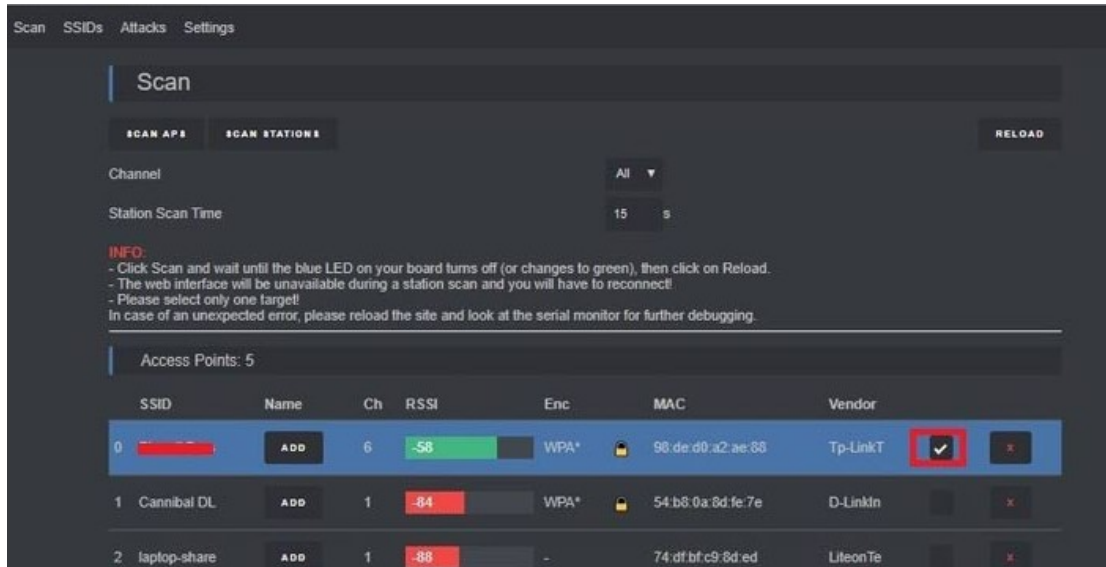 Scan SSIDs Attacks Settings
Scan
SCAN APS SCAN STATIONS RELOAD
Channel All
Station Scan Time 15 s
INFO:
- Click Scan and wait until the blue LED on your board turns off (or changes to green), then click on Reload.
- The web interface will be unavailable during a station scan and you will have to reconnect!
- Please select only one target!
In case of an unexpected error, please reload the site and look at the serial monitor for further debugging.
Access Points: 5
SSID Name Ch RSSI Enc MAC Vendor
0 ADD 6 -58 WPA* 98:de:d0:a2:ae:88 Tp-LinkT x
1 Cannibal DL ADD 1 -84 WPA* 54:b8:0a:8d:fe:7e D-LinkIn x
2 laptop-share ADD 1 -88 - 74:df:bf:c9:8d:ed LiteonTe x